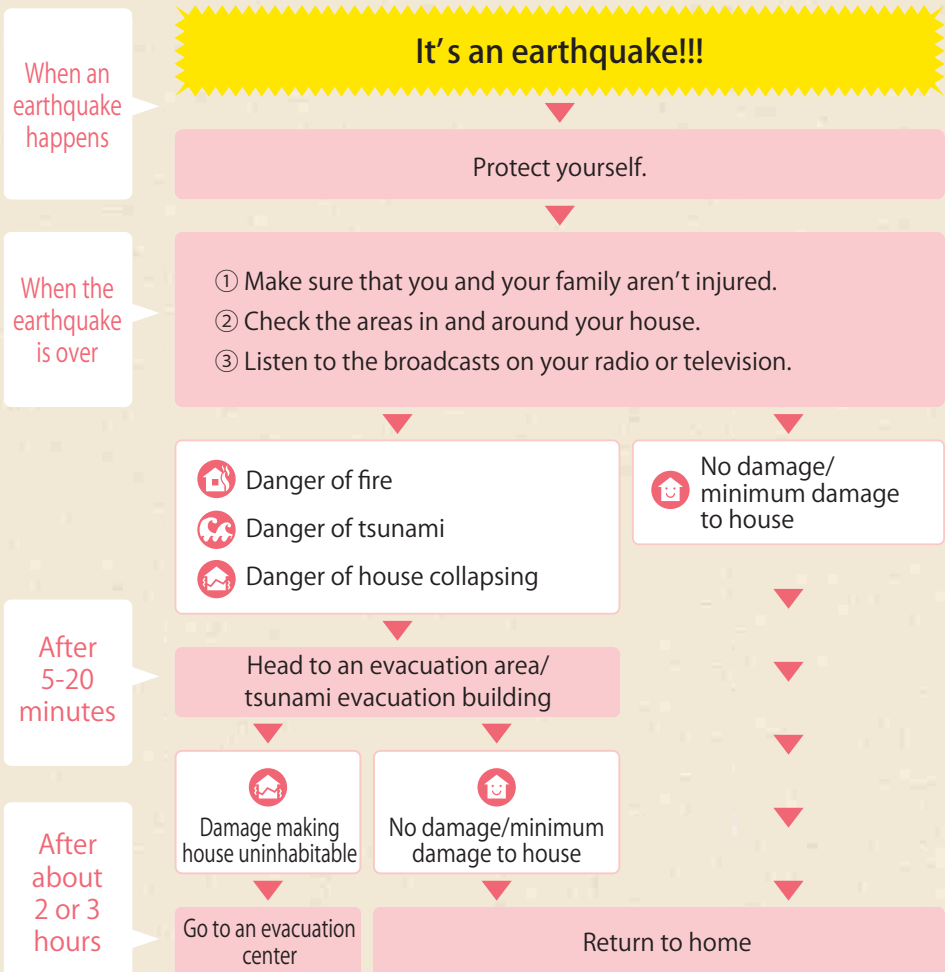 When an
earthquake
happens
It's an earthquake!!!
Protect yourself.
When the
earthquake
is over
① Make sure that you and your family aren't injured.
② Check the areas in and around your house.
③ Listen to the broadcasts on your radio or television.
Danger of fire
Danger of tsunami
Danger of house collapsing
No damage/
minimum damage
to house
After
5-20
minutes
Head to an evacuation area/
tsunami evacuation building
Damage making
house uninhabitable
No damage/minimum
damage to house
After
about
2 or 3
hours
Go to an evacuation
center
Return to home